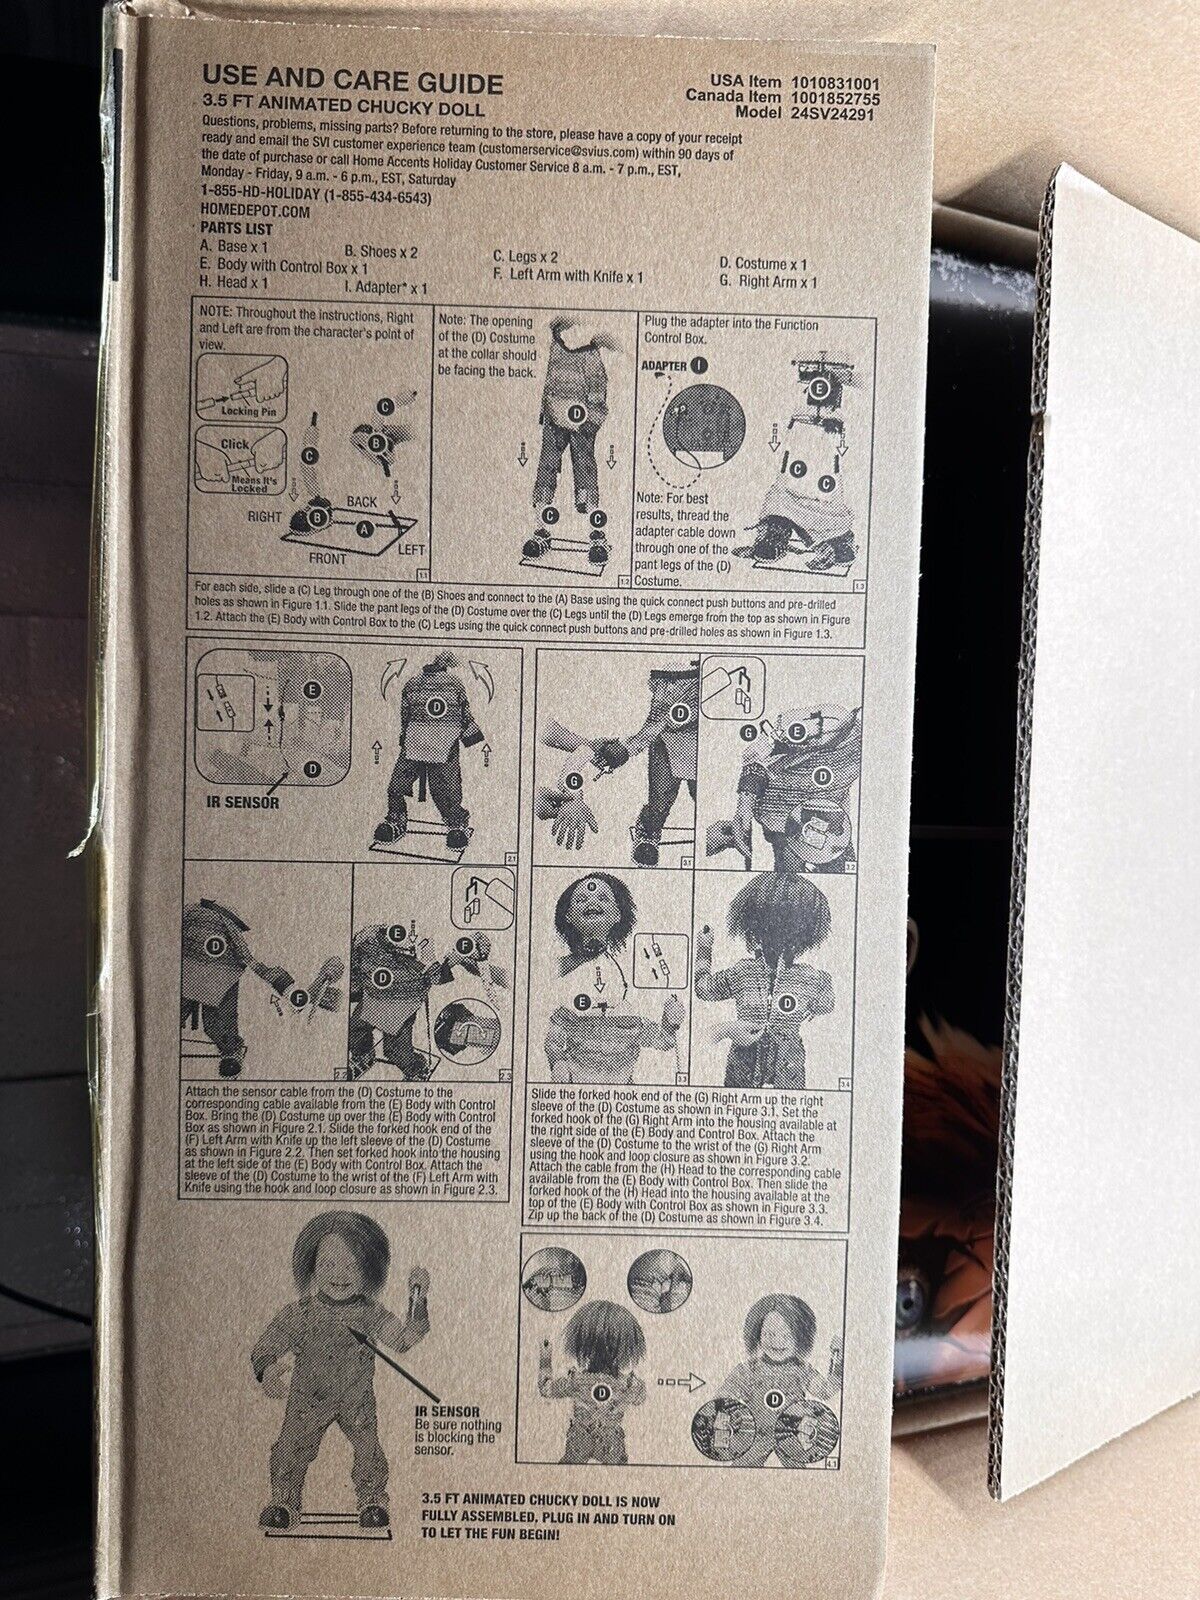 USE AND CARE GUIDE
3.5 FT ANIMATED CHUCKY DOLL
USA Item 1010831001
Canada Item 1001852755
Model 24SV24291
Questions, problems, missing parts? Before returning to the store, please have a copy of your receipt
ready and email the SVI customer experience team (customerservice@svius.com) within 90 days of
the date of purchase or call Home Accents Holiday Customer Service 8 a.m. - 7 p.m., EST,
Monday - Friday, 9 a.m. - 6 p.m., EST, Saturday
1-855-HD-HOLIDAY (1-855-434-6543)
HOMEDEPOT.COM
PARTS LIST
A. Base x 1
B. Shoes x 2
C. Legs x 2
D. Costume x 1
E. Body with Control Box x 1
F. Left Arm with Knife x 1
G. Right Arm x 1
H. Head x 1
I. Adapter* x 1
NOTE: Throughout the instructions, Right
and Left are from the character's point of
view.
Locking Pin
Click
Means It's
Locked
C
C
B
B
A
RIGHT
BACK
FRONT
LEFT
1.1
Note: The opening
of the (D) Costume
at the collar should
be facing the back.
D
C
C
1.2
Plug the adapter into the Function
Control Box.
ADAPTER I
E
C
C
Note: For best
results, thread the
adapter cable down
through one of the
pant legs of the (D)
Costume.
1.3
For each side, slide a (C) Leg through one of the (B) Shoes and connect to the (A) Base using the quick connect push buttons and pre-drilled
holes as shown in Figure 1.1. Slide the pant legs of the (D) Costume over the (C) Legs until the (D) Legs emerge from the top as shown in Figure
1.2. Attach the (E) Body with Control Box to the (C) Legs using the quick connect push buttons and pre-drilled holes as shown in Figure 1.3.
E
D
IR SENSOR
D
2.1
D
F
2.2
E
D
F
2.3
Attach the sensor cable from the (D) Costume to the
corresponding cable available from the (E) Body with Control
Box. Bring the (D) Costume up over the (E) Body with Control
Box as shown in Figure 2.1. Slide the forked hook end of the
(F) Left Arm with Knife up the left sleeve of the (D) Costume
as shown in Figure 2.2. Then set forked hook into the housing
at the left side of the (E) Body with Control Box. Attach the
sleeve of the (D) Costume to the wrist of the (F) Left Arm with
Knife using the hook and loop closure as shown in Figure 2.3.
D
G
3.1
G
E
D
3.2
H
E
3.3
D
3.4
Slide the forked hook end of the (G) Right Arm up the right
sleeve of the (D) Costume as shown in Figure 3.1. Set the
forked hook of the (G) Right Arm into the housing available at
the right side of the (E) Body and Control Box. Attach the
sleeve of the (D) Costume to the wrist of the (G) Right Arm
using the hook and loop closure as shown in Figure 3.2.
Attach the cable from the (H) Head to the corresponding cable
available from the (E) Body with Control Box. Then slide the
forked hook of the (H) Head into the housing available at the
top of the (E) Body with Control Box as shown in Figure 3.3.
Zip up the back of the (D) Costume as shown in Figure 3.4.
IR SENSOR
Be sure nothing
is blocking the
sensor.
D
D
4.1
3.5 FT ANIMATED CHUCKY DOLL IS NOW
FULLY ASSEMBLED, PLUG IN AND TURN ON
TO LET THE FUN BEGIN!